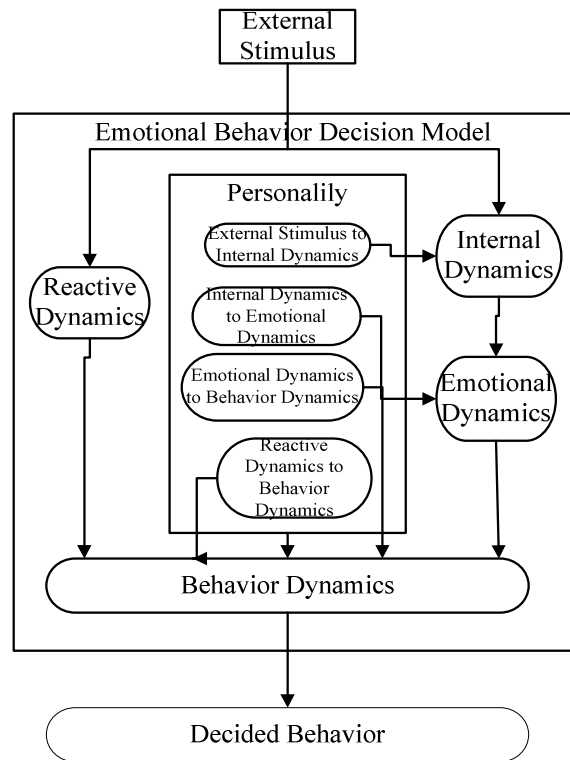 External
Stimulus
Emotional Behavior Decision Model
Personalily
External Stimulus to
Internal Dynamics
Internal
Dynamics
Reactive
Dynamics
Internal Dynamics
to Emotional
Dynamics
Emotional Dynamics
to Behavior Dynamics
Emotional
Dynamics
Reactive
Dynamics to
Behavior
Dynamics
Behavior Dynamics
Decided Behavior